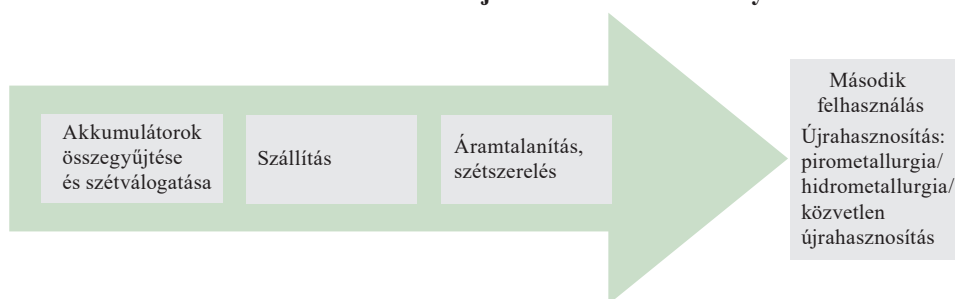 Akkumulátorok
összegyűjtése
és szétválogatása
Szállítás
Áramtalanítás,
szétszerelés
Második
felhasználás
Újrahasznosítás:
pirometallurgia/
hidrometallurgia/
közvetlen
újrahasznosítás